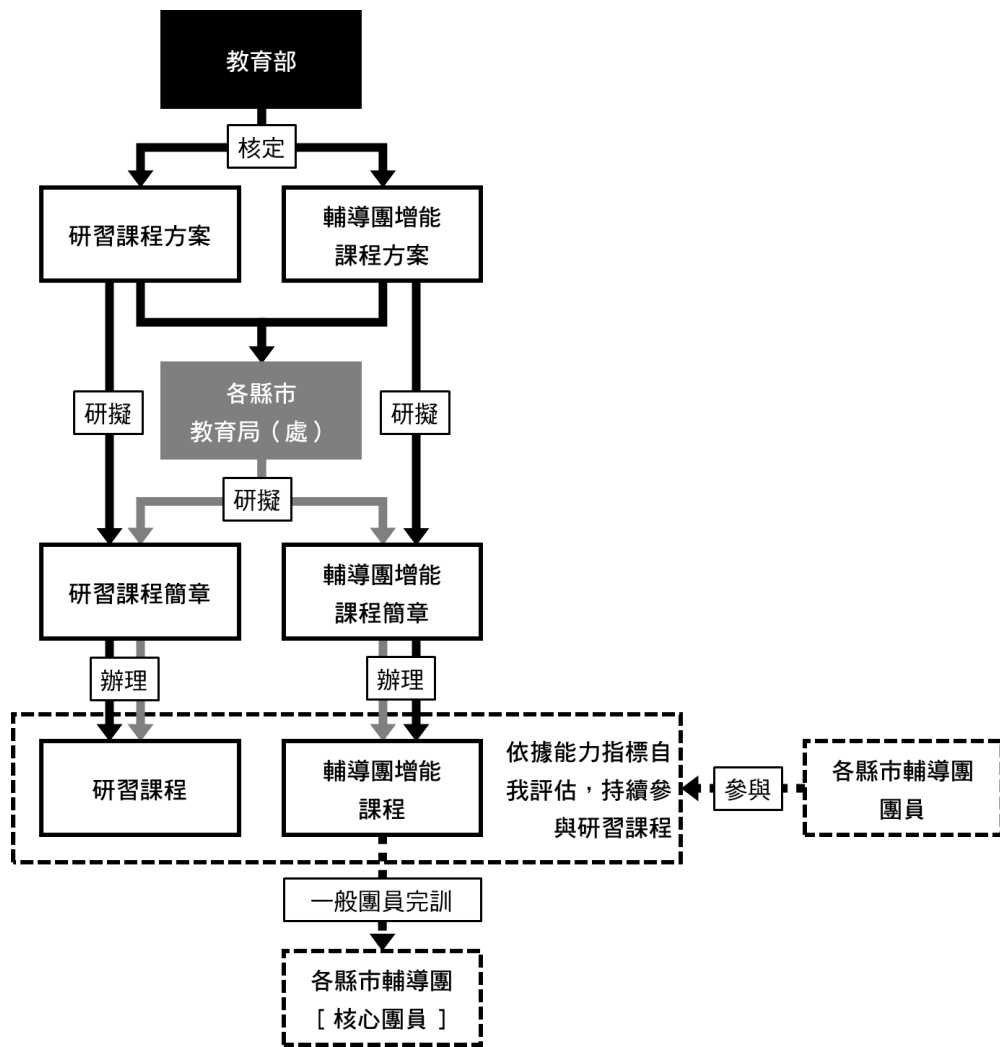 教育部
核定
研習課程方案
輔導團增能
課程方案
各縣市
教育局（處）
研擬
研擬
研擬
研習課程簡章
輔導團增能
課程簡章
辦理
辦理
研習課程
輔導團增能
課程
依據能力指標自
我評估，持續參
與研習課程
參與
各縣市輔導團
團員
一般團員完訓
各縣市輔導團
［核心團員］